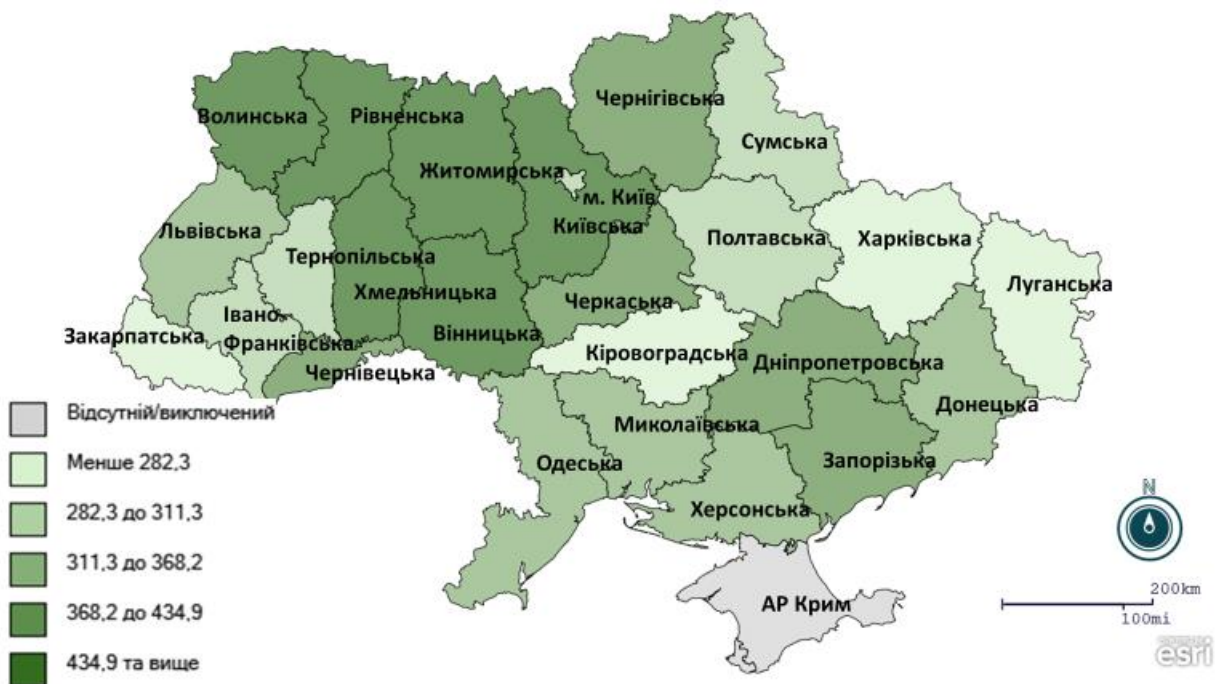 Чернігівська
Волинська
Рівненська
Сумська
Житомирська
м. Київ
Київська
Львівська
Полтавська
Харківська
Тернопільська
Луганська
Хмельницька
Черкаська
Івано-
Франківська
Закарпатська
Вінницька
Кіровоградська
Дніпропетровська
Чернівецька
Донецька
Миколаївська
Одеська
Запорізька
Херсонська
АР Крим
Відсутній/виключений
Менше 282,3
282,3 до 311,3
311,3 до 368,2
368,2 до 434,9
434,9 та вище
N
200km
100mi
esri